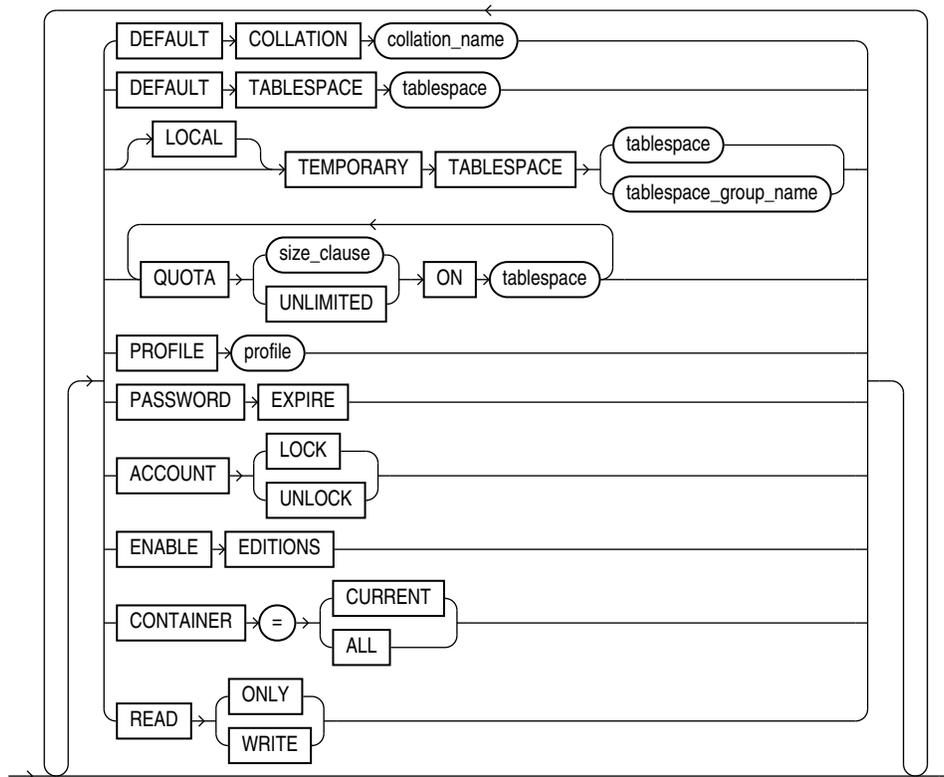 DEFAULT COLLATION collation_name
DEFAULT TABLESPACE tablespace
LOCAL
TEMPORARY TABLESPACE
tablespace
tablespace_group_name
QUOTA
size_clause
UNLIMITED
ON tablespace
PROFILE profile
PASSWORD EXPIRE
ACCOUNT
LOCK
UNLOCK
ENABLE EDITIONS
CONTAINER =
CURRENT
ALL
READ
ONLY
WRITE